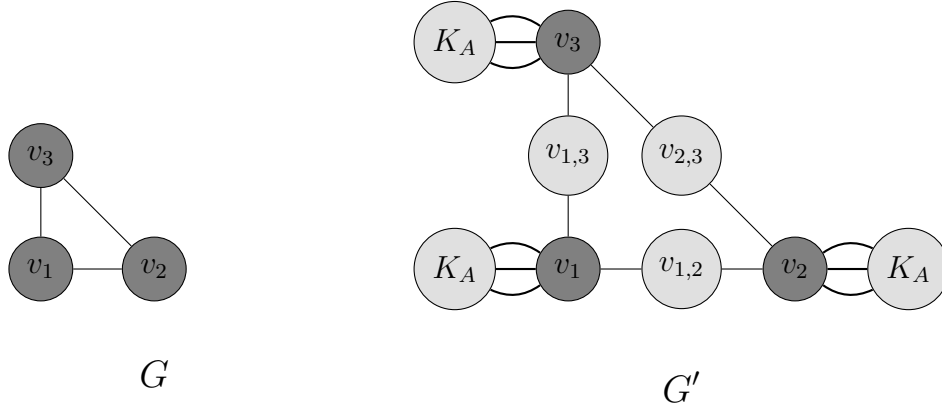 K_A v_3
v_3 v_{1,3} v_{2,3}
v_1 v_2 K_A v_1 v_{1,2} v_2 K_A
G G′